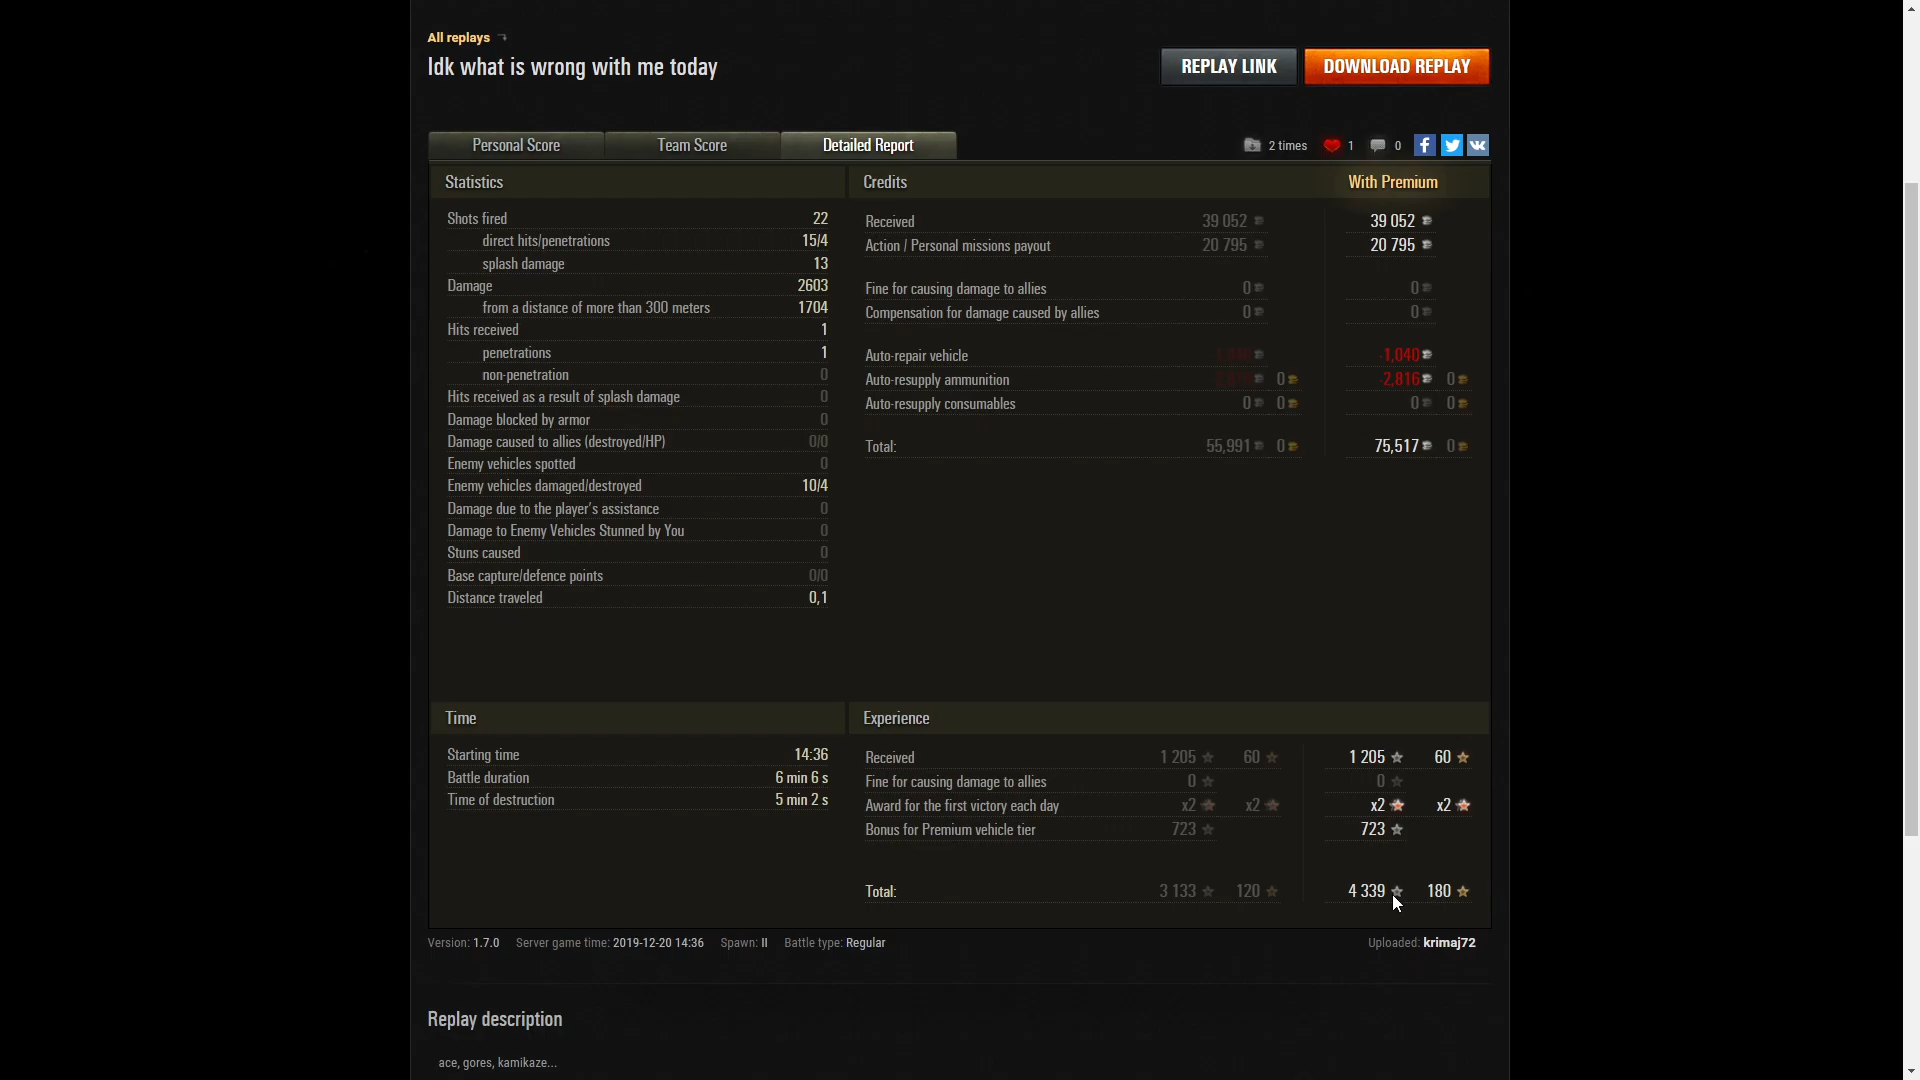 All replays
Idk what is wrong with me today
REPLAY LINK
DOWNLOAD REPLAY
Personal Score
Team Score
Detailed Report
2 times
1
0
Statistics
Shots fired 22
direct hits/penetrations 15/4
splash damage 13
Damage 2603
from a distance of more than 300 meters 1704
Hits received 1
penetrations 1
non-penetration 0
Hits received as a result of splash damage 0
Damage blocked by armor 0
Damage caused to allies (destroyed/HP) 0/0
Enemy vehicles spotted 0
Enemy vehicles damaged/destroyed 10/4
Damage due to the player's assistance 0
Damage to Enemy Vehicles Stunned by You 0
Stuns caused 0
Base capture/defence points 0/0
Distance traveled 0,1
Credits With Premium
Received 39 052 39 052
Action / Personal missions payout 20 795 20 795
Fine for causing damage to allies 0 0
Compensation for damage caused by allies 0 0
Auto-repair vehicle -1,040
Auto-resupply ammunition 0 -2,816 0
Auto-resupply consumables 0 0 0 0
Total: 55,991 0 75,517 0
Time
Starting time 14:36
Battle duration 6 min 6 s
Time of destruction 5 min 2 s
Experience
Received 1 205 60 1 205 60
Fine for causing damage to allies 0 0
Award for the first victory each day x2 x2 x2 x2
Bonus for Premium vehicle tier 723 723
Total: 3 133 120 4 339 180
Version: 1.7.0 Server game time: 2019-12-20 14:36 Spawn: II Battle type: Regular Uploaded: krimaj72
Replay description
ace, gores, kamikaze...